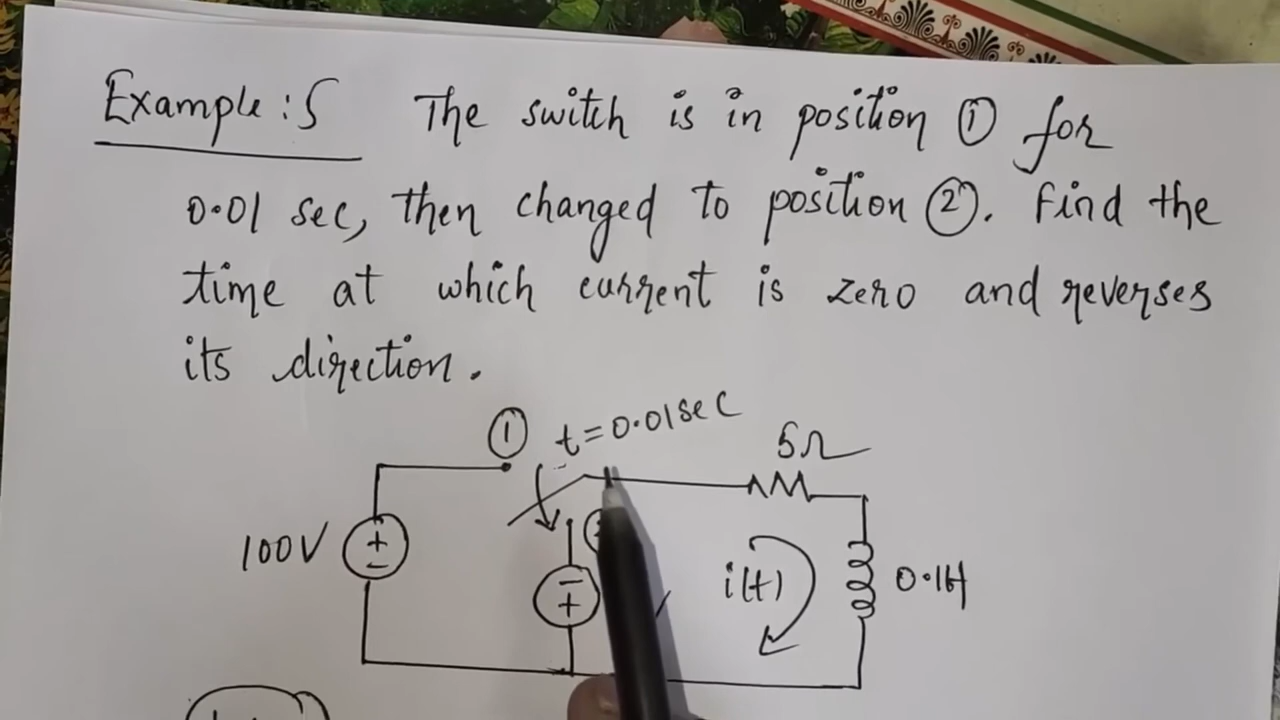 Example:5 The switch is in position ① for
0.01 sec, then changed to position ②. Find the
time at which current is zero and reverses
its direction.
① t=0.01sec
5Ω
100V + −
− +
i(t)
0.1H